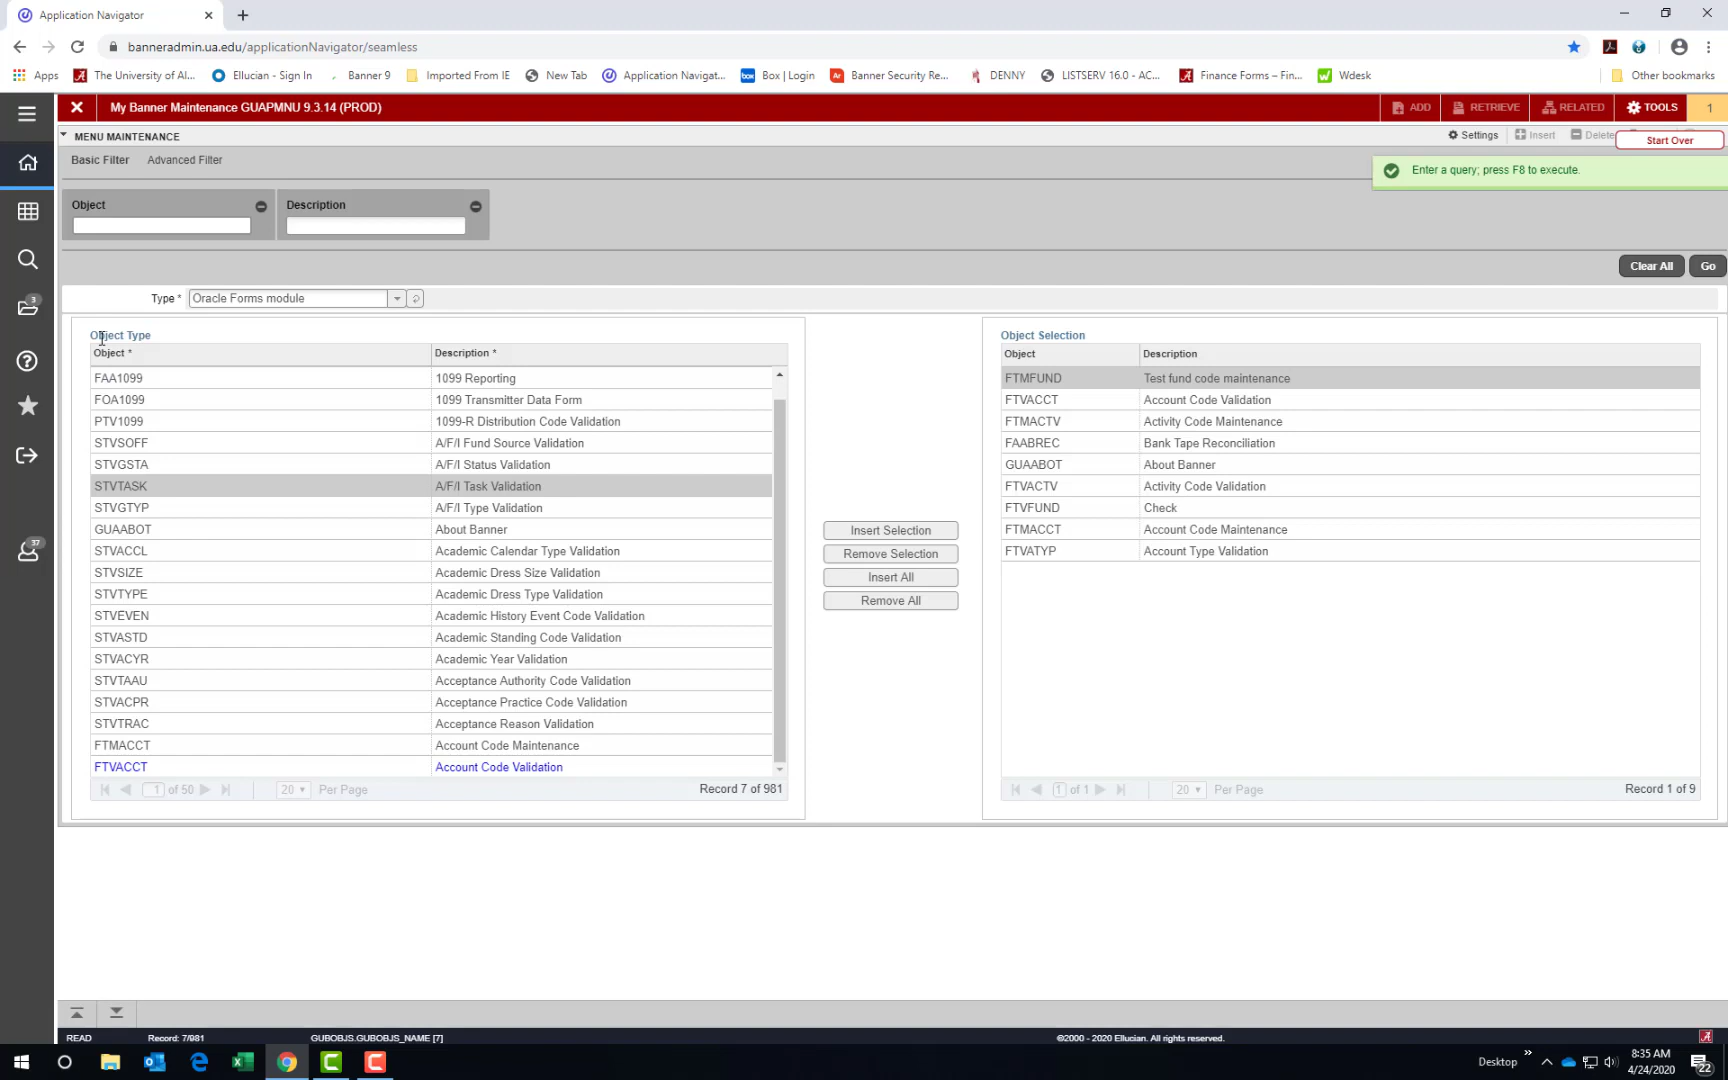 Application Navigator
banneradmin.ua.edu/applicationNavigator/seamless
Apps The University of Al... Ellucian - Sign In Banner 9 Imported From IE New Tab Application Navigat... Box | Login Banner Security Re... DENNY LISTSERV 16.0 - AC... Finance Forms – Fin... Wdesk Other bookmarks
My Banner Maintenance GUAPMNU 9.3.14 (PROD) ADD RETRIEVE RELATED TOOLS 1
MENU MAINTENANCE Settings Insert Delete
Start Over
Basic Filter Advanced Filter
Enter a query; press F8 to execute.
Object Description
Clear All Go
Type * Oracle Forms module
3
Object Type Object Selection
Object * Description * Object Description
FAA1099 1099 Reporting FTMFUND Test fund code maintenance
FOA1099 1099 Transmitter Data Form FTVACCT Account Code Validation
PTV1099 1099-R Distribution Code Validation FTMACTV Activity Code Maintenance
STVSOFF A/F/I Fund Source Validation FAABREC Bank Tape Reconciliation
STVGSTA A/F/I Status Validation GUAABOT About Banner
STVTASK A/F/I Task Validation FTVACTV Activity Code Validation
STVGTYP A/F/I Type Validation FTVFUND Check
GUAABOT About Banner Insert Selection FTMACCT Account Code Maintenance
STVACCL Academic Calendar Type Validation Remove Selection FTVATYP Account Type Validation
37
STVSIZE Academic Dress Size Validation Insert All
STVTYPE Academic Dress Type Validation Remove All
STVEVEN Academic History Event Code Validation
STVASTD Academic Standing Code Validation
STVACYR Academic Year Validation
STVTAAU Acceptance Authority Code Validation
STVACPR Acceptance Practice Code Validation
STVTRAC Acceptance Reason Validation
FTMACCT Account Code Maintenance
FTVACCT Account Code Validation
1 of 50 20 Per Page Record 7 of 981 1 of 1 20 Per Page Record 1 of 9
READ Record: 7/981 GUBOBJS.GUBOBJS_NAME [7] ©2000 - 2020 Ellucian. All rights reserved.
Desktop 8:35 AM
4/24/2020 22